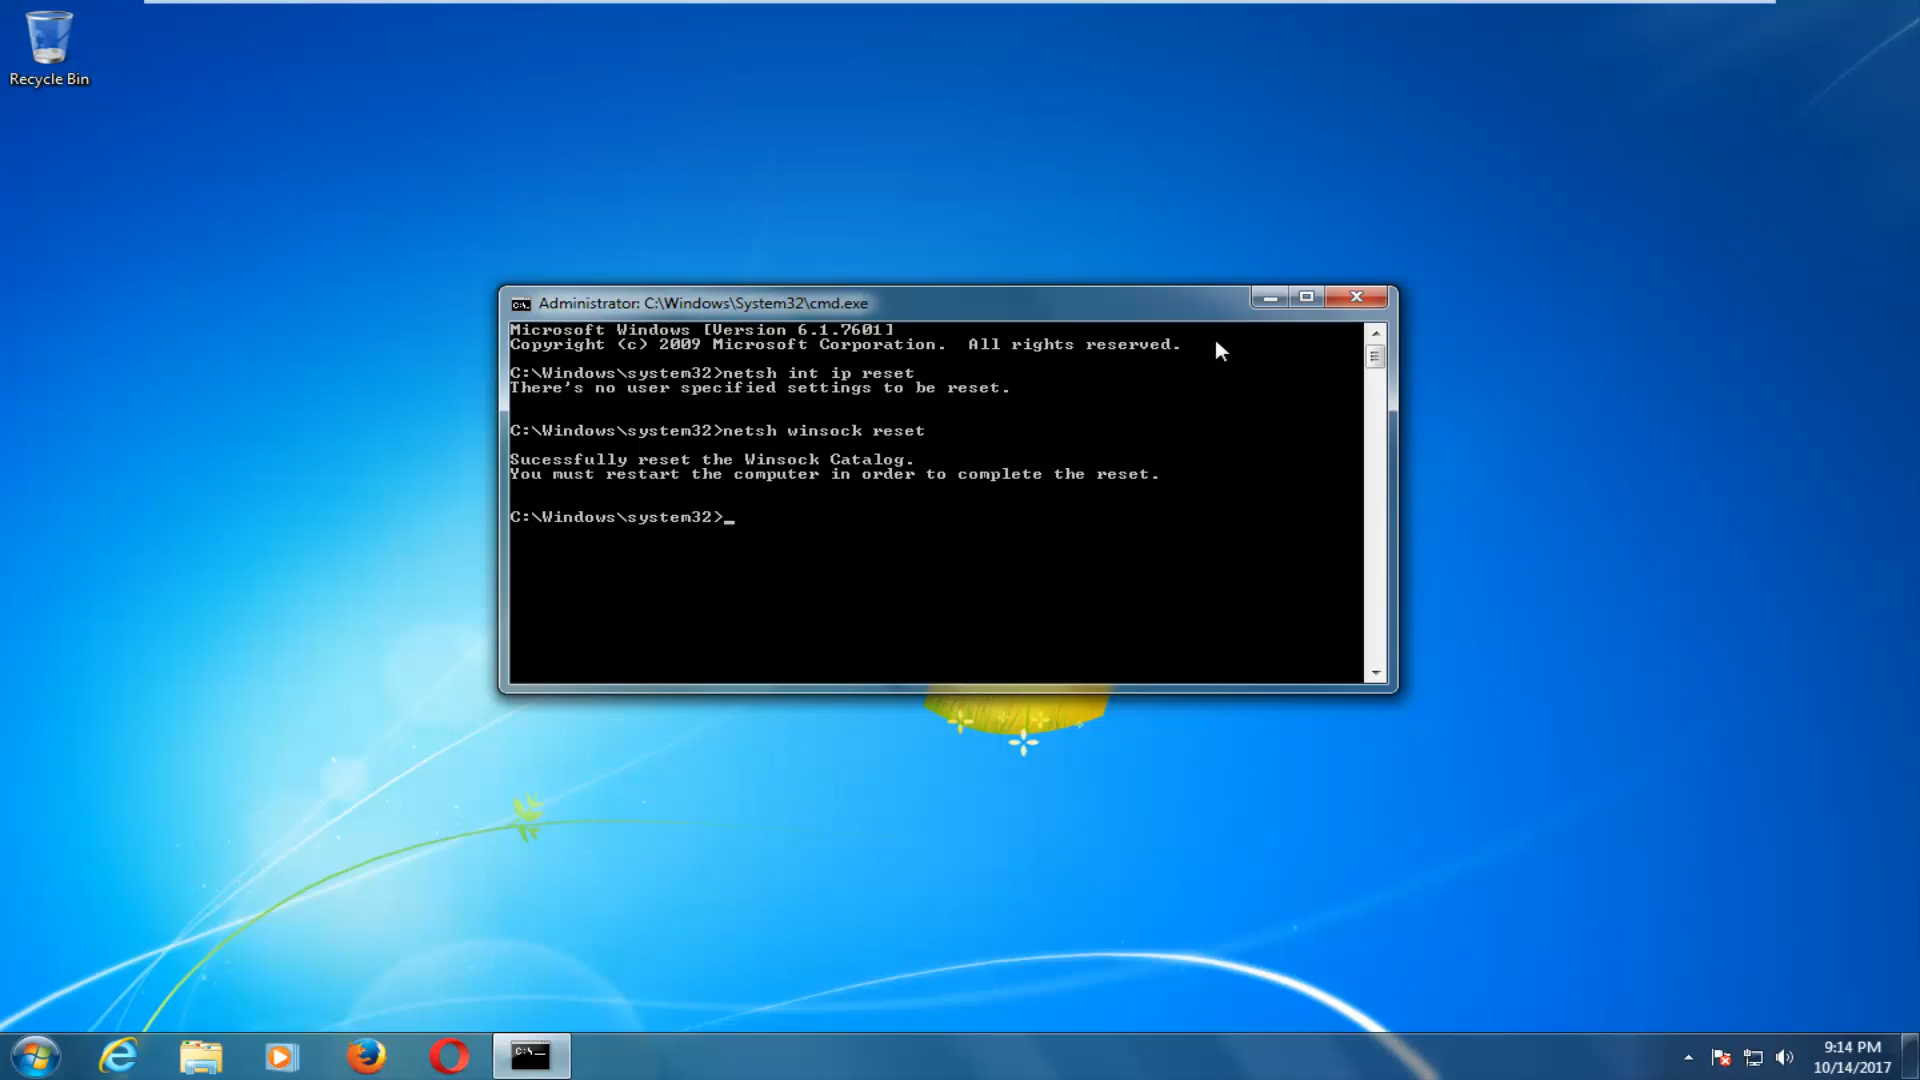 Recycle Bin
Administrator: C:\Windows\System32\cmd.exe
Microsoft Windows [Version 6.1.7601]
Copyright (c) 2009 Microsoft Corporation.  All rights reserved.
C:\Windows\system32>netsh int ip reset
There's no user specified settings to be reset.
C:\Windows\system32>netsh winsock reset
Sucessfully reset the Winsock Catalog.
You must restart the computer in order to complete the reset.
C:\Windows\system32>_
9:14 PM
10/14/2017